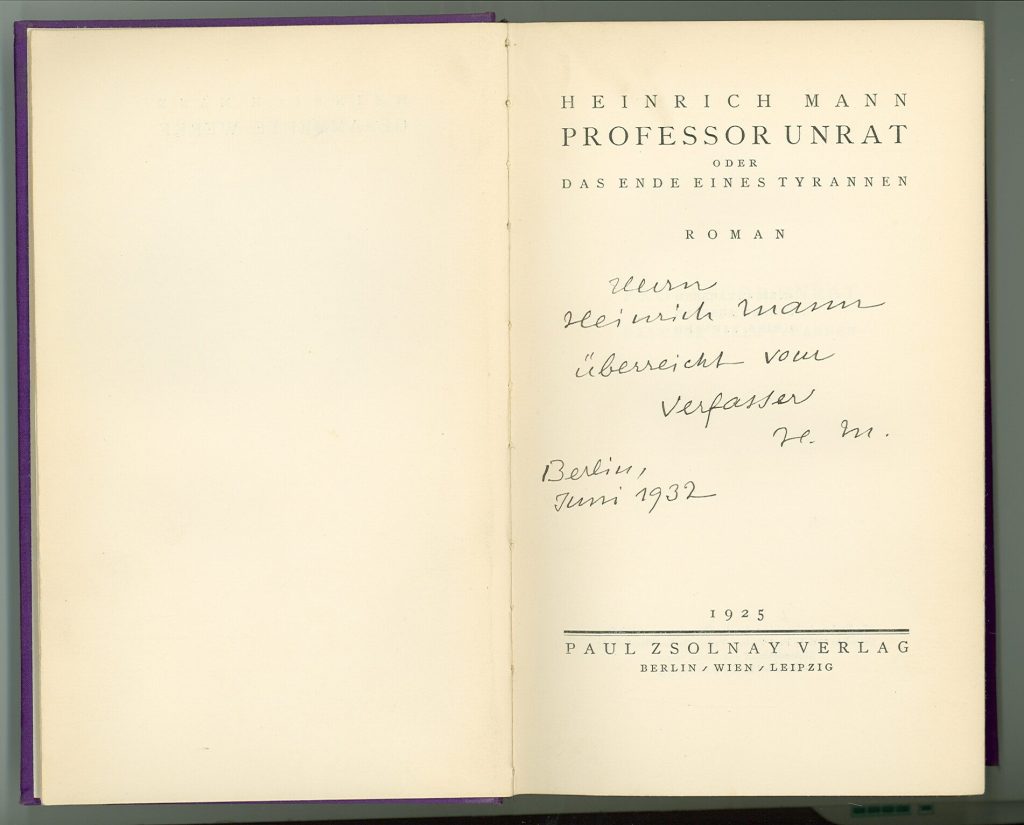 HEINRICH MANN
PROFESSOR UNRAT
ODER
DAS ENDE EINES TYRANNEN
ROMAN
Herrn
Heinrich Mann
überreicht vom
Verfasser
H. M.
Berlin,
Juni 1932
1925
PAUL ZSOLNAY VERLAG
BERLIN / WIEN / LEIPZIG